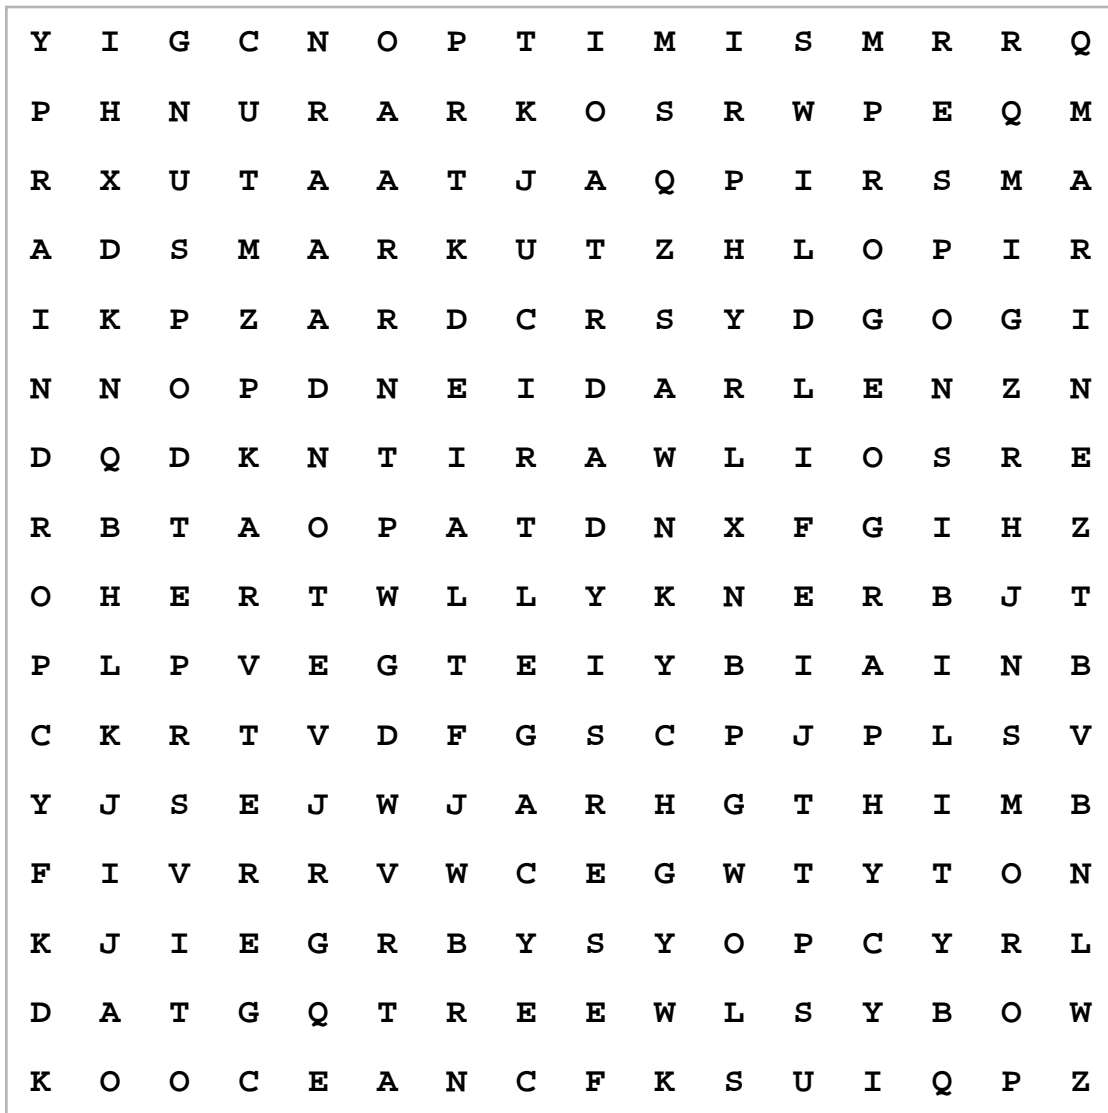 Y I G C N O P T I M I S M R R Q
P H N U R A R K O S R W P E Q M
R X U T A A T J A Q P I R S M A
A D S M A R K U T Z H L O P I R
I K P Z A R D C R S Y D G O G I
N N O P D N E I D A R L E N Z N
D Q D K N T I R A W L I O S R E
R B T A O P A T D N X F G I H Z
O H E R T W L L Y K N E R B J T
P L P V E G T E I Y B I A I N B
C K R T V D F G S C P J P L S V
Y J S E J W J A R H G T H I M B
F I V R R V W C E G W T Y T O N
K J I E G R B Y S Y O P C Y R L
D A T G Q T R E E W L S Y B O W
K O O C E A N C F K S U I Q P Z